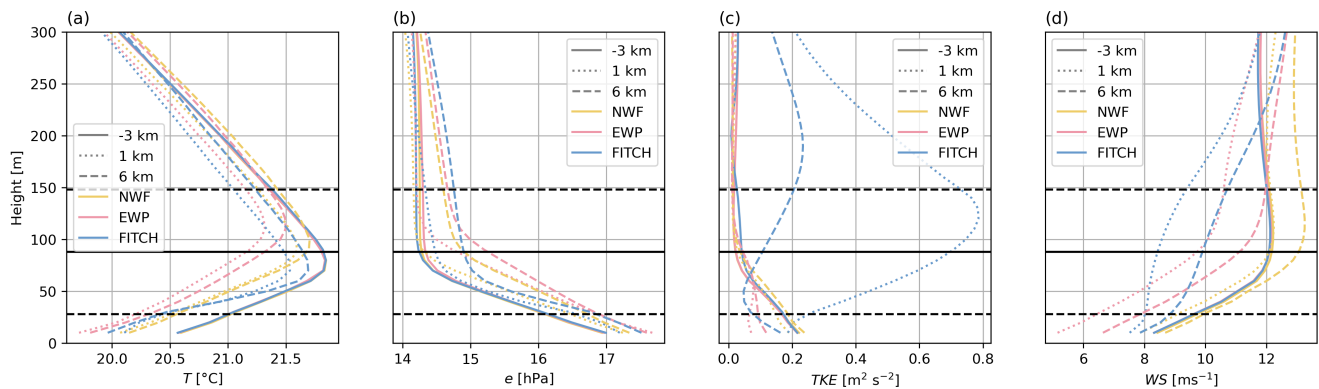 (a)
300
250
200
150
100
50
0
Height [m]
-3 km
1 km
6 km
NWF
EWP
FITCH
20.0 20.5 21.0 21.5
T [°C]
(b)
-3 km
1 km
6 km
NWF
EWP
FITCH
14 15 16 17
e [hPa]
(c)
-3 km
1 km
6 km
NWF
EWP
FITCH
0.0 0.2 0.4 0.6 0.8
TKE [m² s⁻²]
(d)
-3 km
1 km
6 km
NWF
EWP
FITCH
6 8 10 12
WS [ms⁻¹]